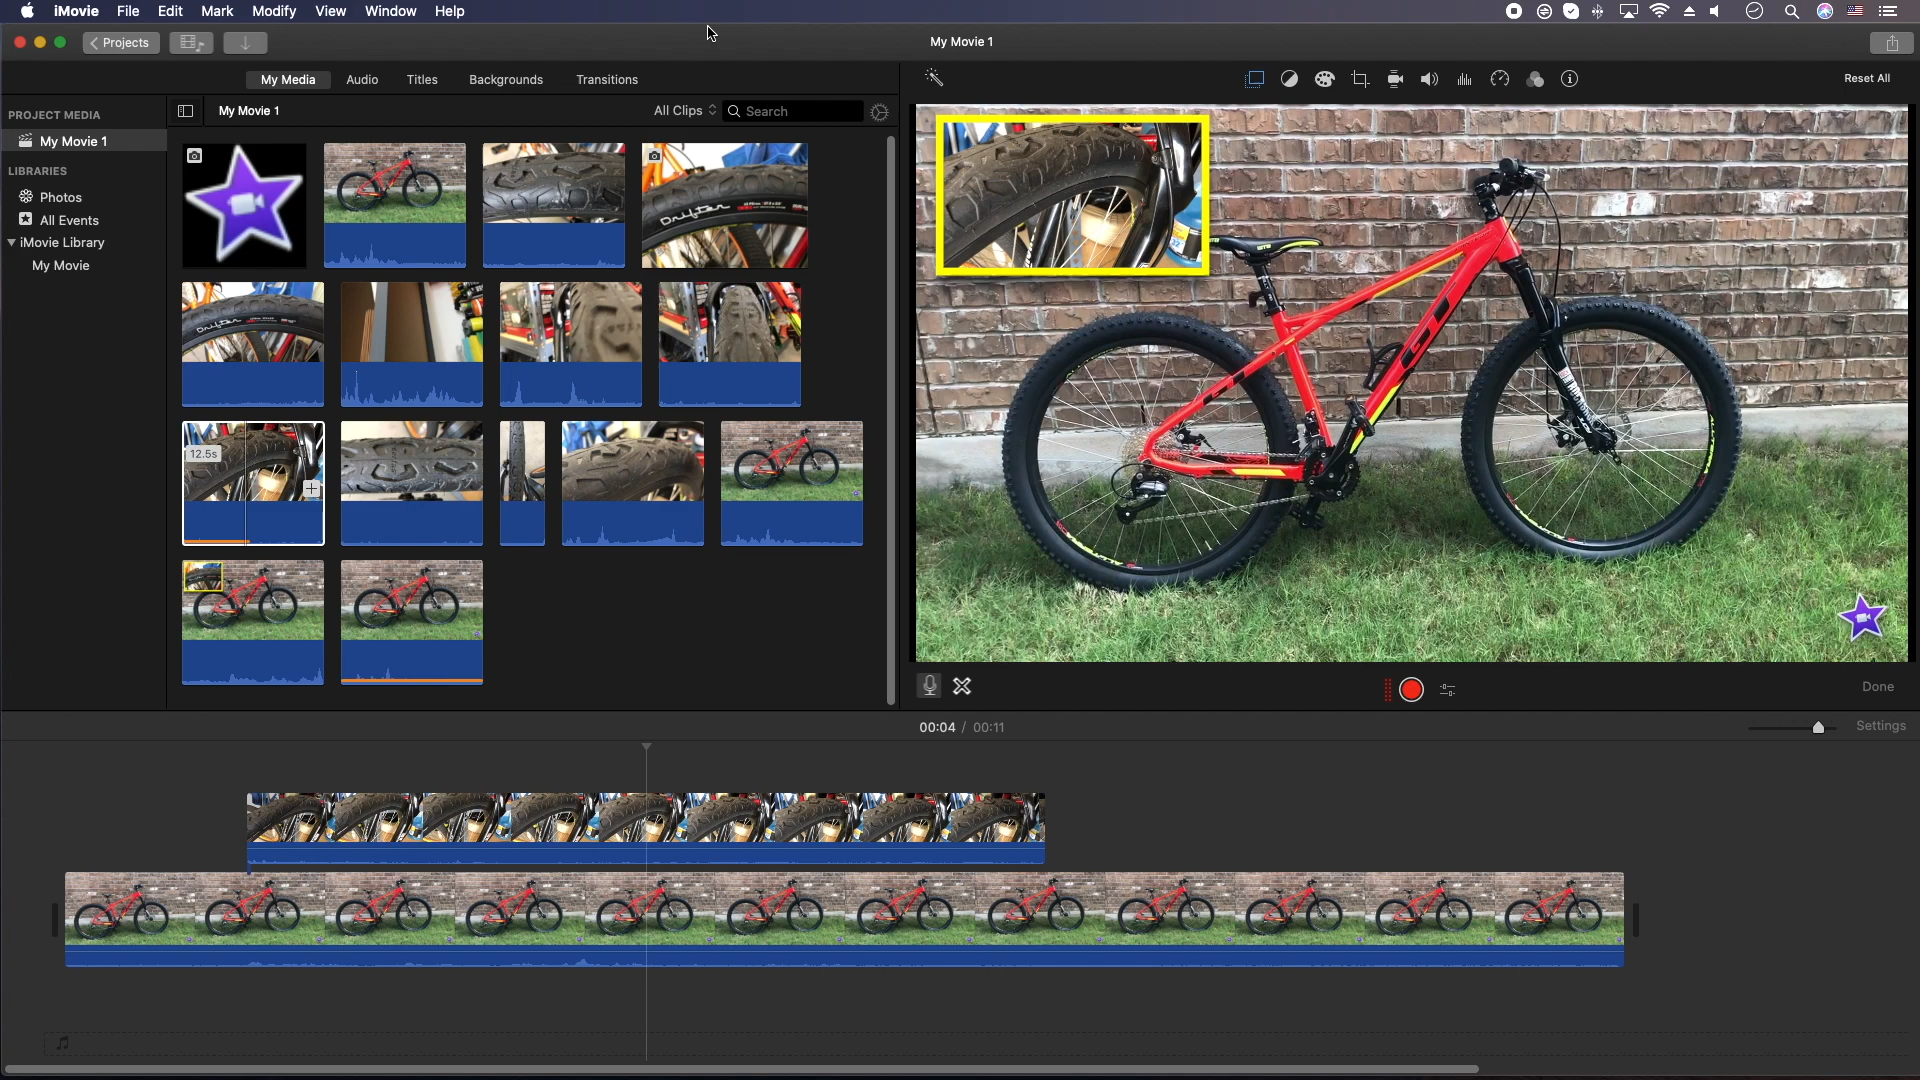 iMovie File Edit Mark Modify View Window Help
Projects
My Movie 1
My Media Audio Titles Backgrounds Transitions
Reset All
PROJECT MEDIA
My Movie 1
LIBRARIES
Photos
All Events
iMovie Library
My Movie
My Movie 1
All Clips
Search
Drifter
Drifter
12.5s
Done
00:04 / 00:11
Settings